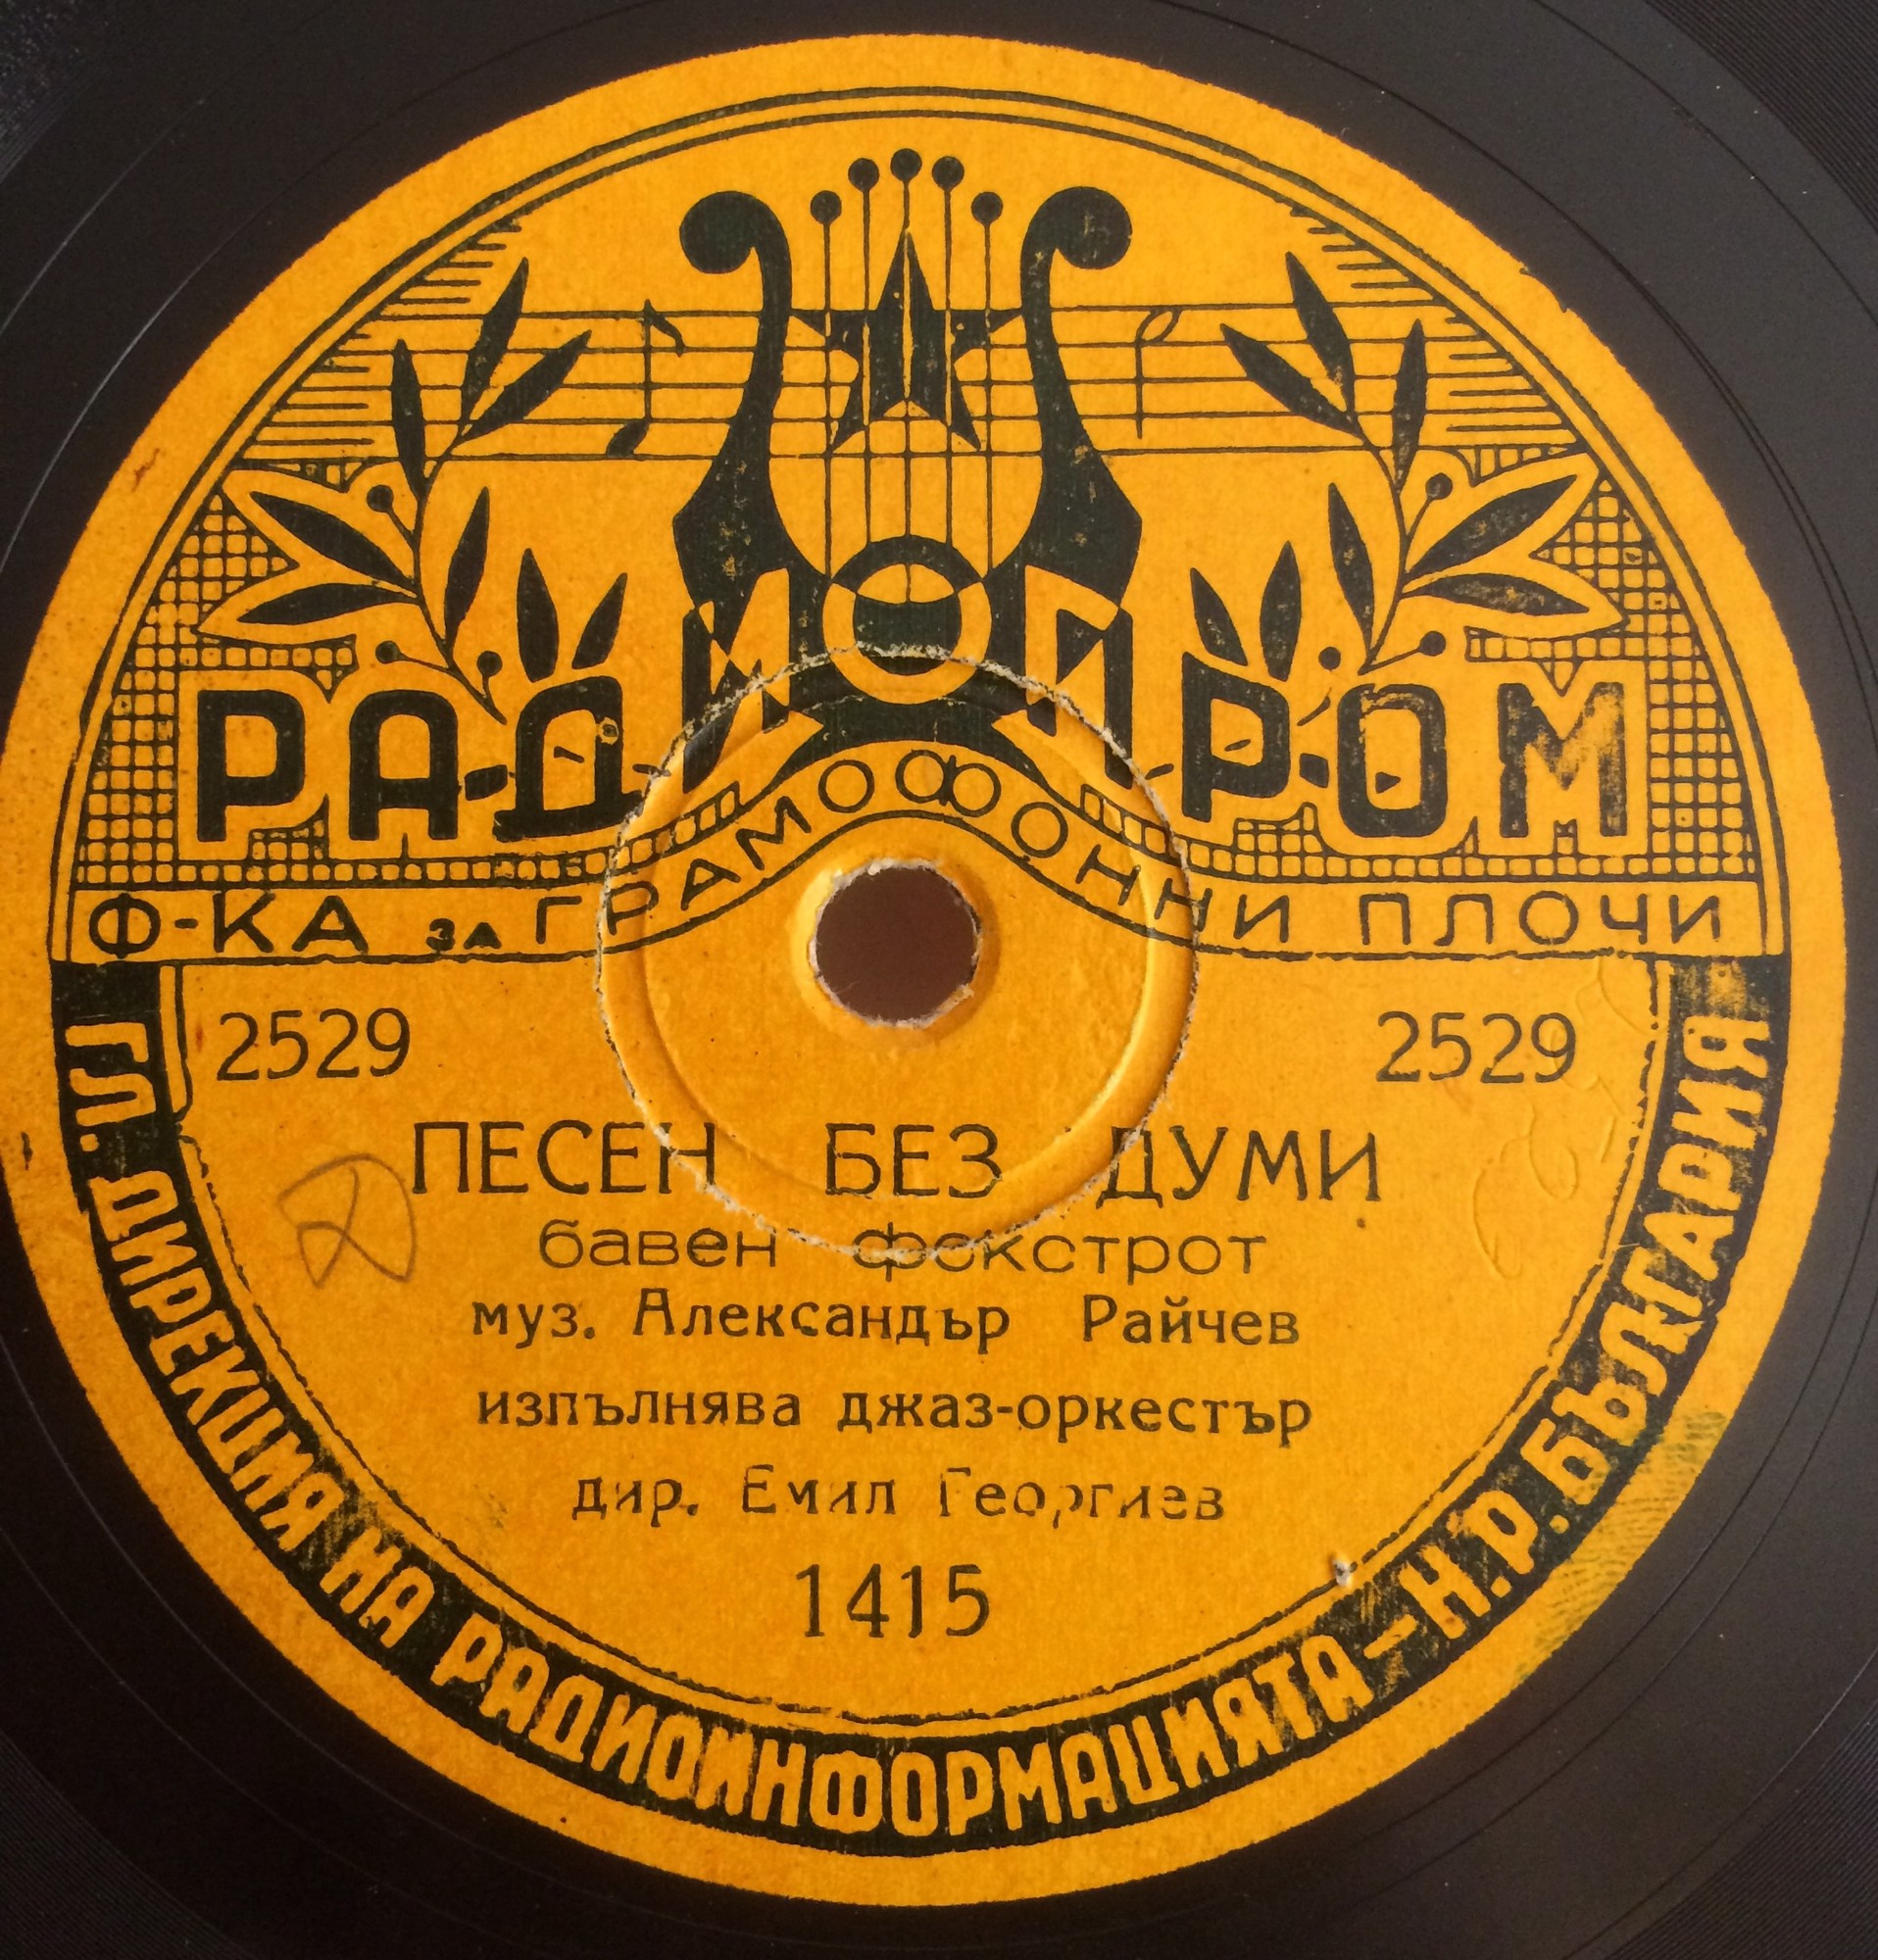 РАДИОПРОМ
Ф-КА ЗА ГРАМОФОННИ ПЛОЧИ
2529 2529
ПЕСЕН БЕЗ ДУМИ
бавен фокстрот
муз. Александър Райчев
изпълнява джаз-оркестър
дир. Емил Георгиев
1415
ГЛ. ДИРЕКЦИЯ НА РАДИОИНФОРМАЦИЯТА - Н.Р. БЪЛГАРИЯ